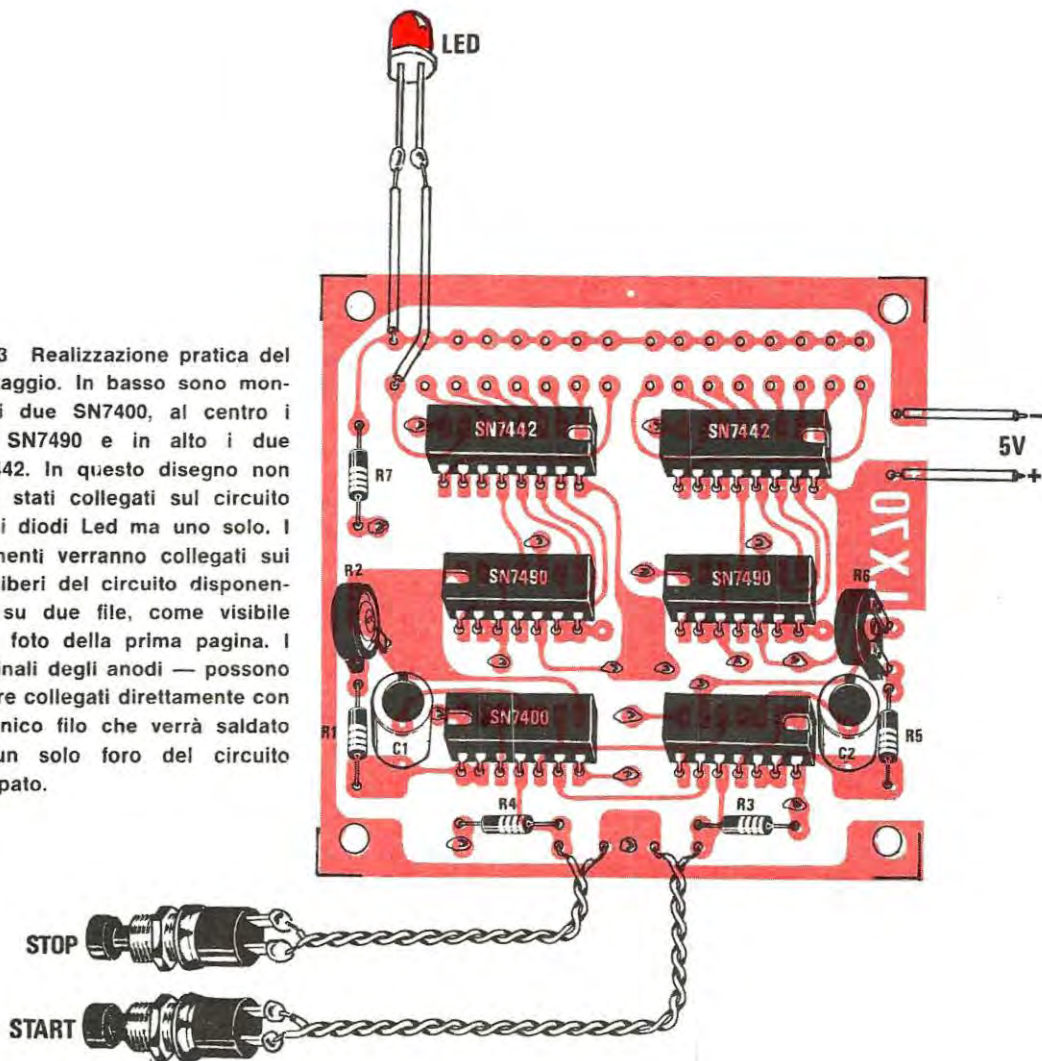 LED
3 Realizzazione pratica del
aggio. In basso sono mon-
i due SN7400, al centro i
SN7490 e in alto i due
442. In questo disegno non
stati collegati sul circuito
i diodi Led ma uno solo. I
nenti verranno collegati sui
iberi del circuito disponen-
su due file, come visibile
foto della prima pagina. I
inali degli anodi — possono
re collegati direttamente con
nico filo che verrà saldato
un solo foro del circuito
pato.
SN7442
SN7442
-
5V
+
R7
LX70
R2
SN7490
SN7490
R6
R1
C1
SN7400
C2
R5
R4
R3
STOP
START